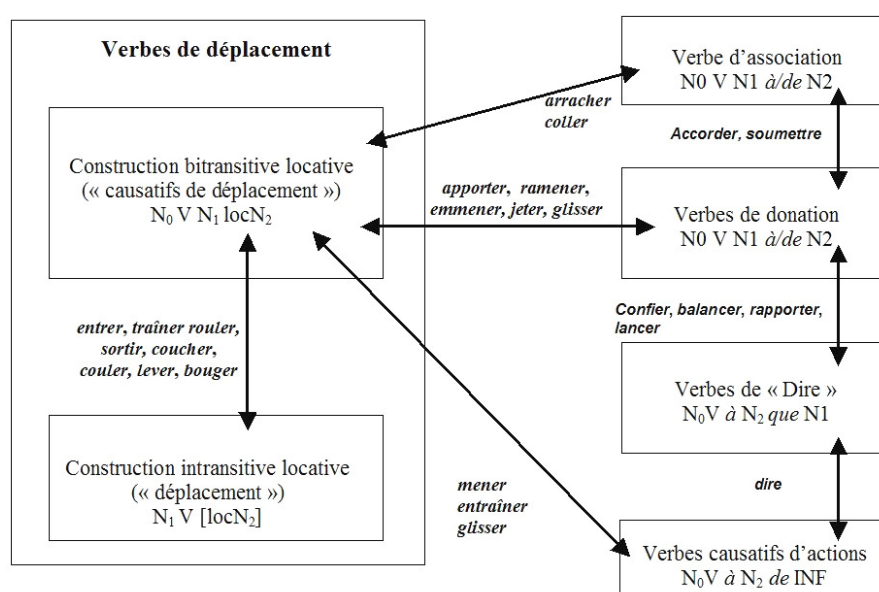 Verbes de déplacement
Construction bitransitive locative
(« causatifs de déplacement »)
N₀ V N₁ locN₂
entrer, traîner rouler,
sortir, coucher,
couler, lever, bouger
Construction intransitive locative
(« déplacement »)
N₁ V [locN₂]
arracher
coller
apporter, ramener,
emmener, jeter, glisser
mener
entraîner
glisser
Verbe d'association
N0 V N1 à/de N2
Accorder, soumettre
Verbes de donation
N0 V N1 à/de N2
Confier, balancer, rapporter,
lancer
Verbes de « Dire »
N₀V à N₂ que N1
dire
Verbes causatifs d'actions
N₀V à N₂ de INF